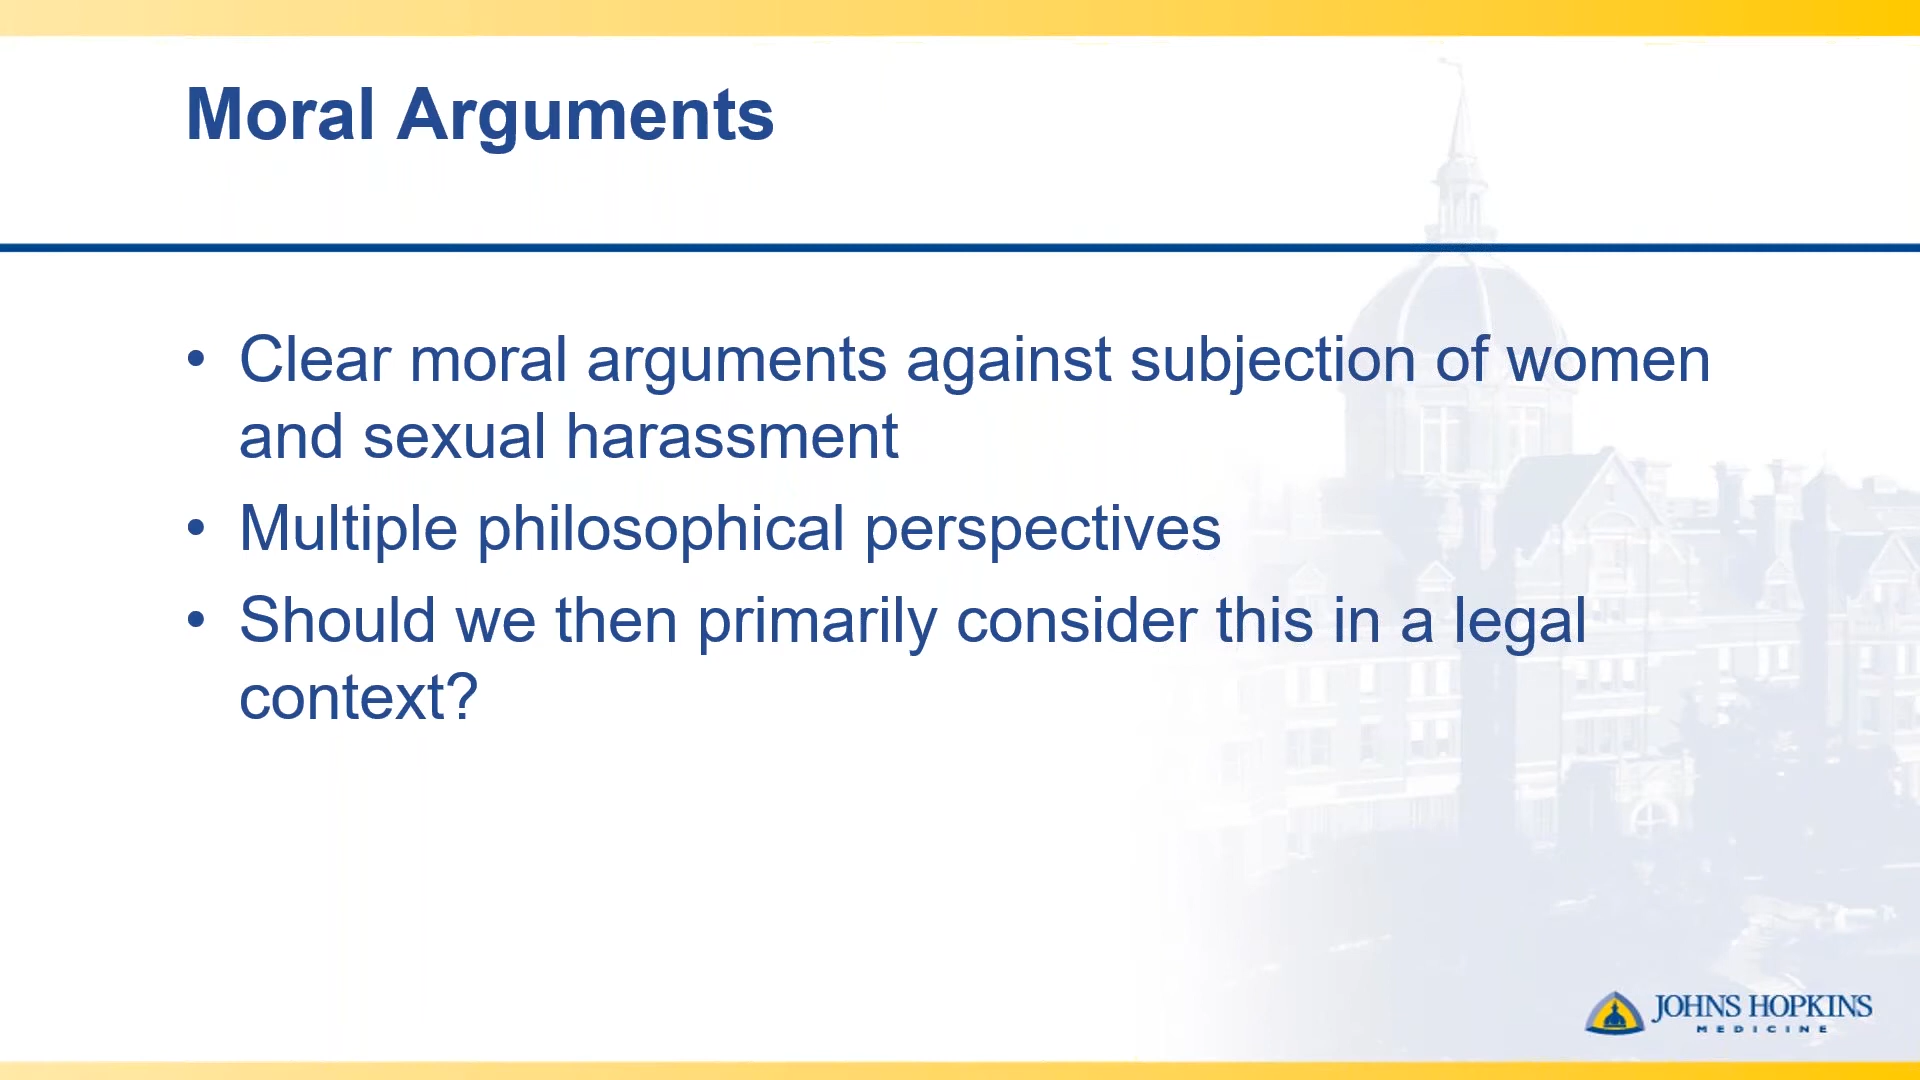 Moral Arguments
• Clear moral arguments against subjection of women
and sexual harassment
• Multiple philosophical perspectives
• Should we then primarily consider this in a legal
context?
JOHNS HOPKINS
MEDICINE